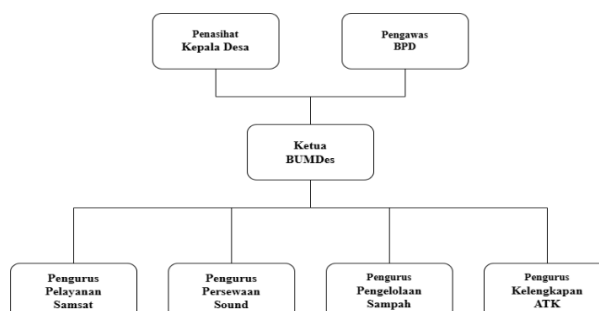 Penasihat
Kepala Desa
Pengawas
BPD
Ketua
BUMDes
Pengurus
Pelayanan
Samsat
Pengurus
Persewaan
Sound
Pengurus
Pengelolaan
Sampah
Pengurus
Kelengkapan
ATK